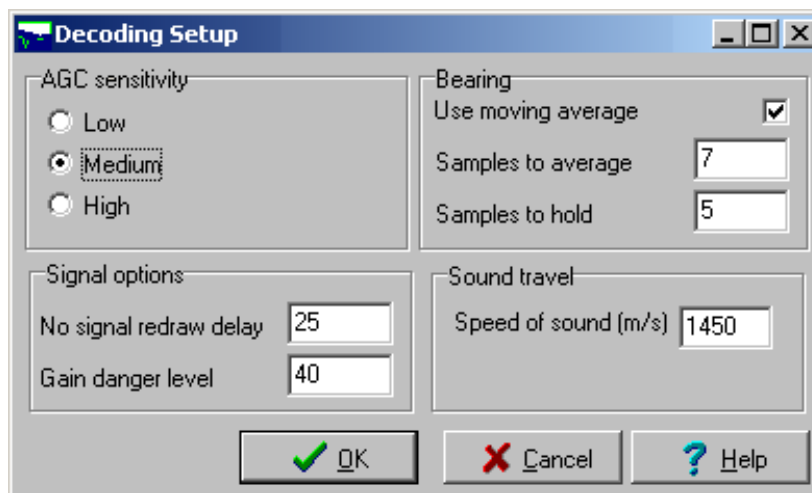 Decoding Setup
AGC sensitivity
Low
Medium
High
Bearing
Use moving average
Samples to average 7
Samples to hold 5
Signal options
No signal redraw delay 25
Gain danger level 40
Sound travel
Speed of sound (m/s) 1450
OK
Cancel
Help